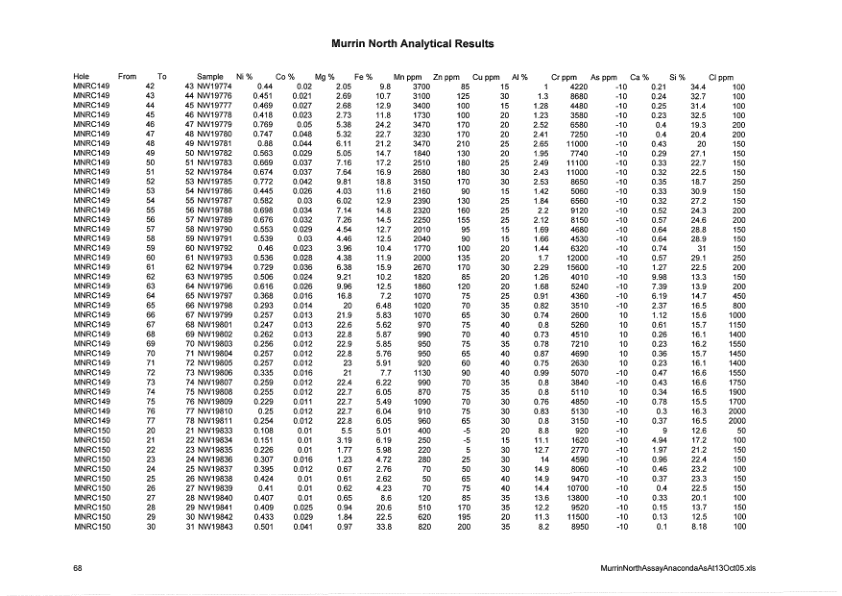 Murrin North Analytical Results
Hole From To Sample Ni % Co % Mg % Fe % Mn ppm Zn ppm Cu ppm Al % Cr ppm As ppm Ca % Si % Cl ppm
MNRC149 42 43 NW19774 0.44 0.02 2.05 9.8 3700 85 15 1 4220 -10 0.21 34.4 100
MNRC149 43 44 NW19776 0.451 0.021 2.69 10.7 3100 125 30 1.3 8680 -10 0.24 32.7 100
MNRC149 44 45 NW19777 0.469 0.027 2.68 12.9 3400 100 15 1.28 4480 -10 0.25 31.4 100
MNRC149 45 46 NW19778 0.418 0.023 2.73 11.8 1730 100 20 1.23 3580 -10 0.23 32.5 100
MNRC149 46 47 NW19779 0.769 0.05 5.38 24.2 3470 170 20 2.52 6580 -10 0.4 19.3 200
MNRC149 47 48 NW19780 0.747 0.048 5.32 22.7 3230 170 20 2.41 7250 -10 0.4 20.4 200
MNRC149 48 49 NW19781 0.88 0.044 6.11 21.2 3470 210 25 2.65 11000 -10 0.43 20 150
MNRC149 49 50 NW19782 0.563 0.029 5.05 14.7 1840 130 20 1.95 7740 -10 0.29 27.1 150
MNRC149 50 51 NW19783 0.669 0.037 7.16 17.2 2510 180 25 2.49 11100 -10 0.33 22.7 150
MNRC149 51 52 NW19784 0.674 0.037 7.64 16.9 2680 180 30 2.43 11000 -10 0.32 22.5 150
MNRC149 52 53 NW19785 0.772 0.042 9.81 18.8 3150 170 30 2.53 8650 -10 0.35 18.7 250
MNRC149 53 54 NW19786 0.445 0.026 4.03 11.6 2160 90 15 1.42 5060 -10 0.33 30.9 150
MNRC149 54 55 NW19787 0.582 0.03 6.02 12.9 2390 130 25 1.84 6560 -10 0.32 27.2 150
MNRC149 55 56 NW19788 0.698 0.034 7.14 14.8 2320 160 25 2.2 9120 -10 0.52 24.3 200
MNRC149 56 57 NW19789 0.676 0.032 7.26 14.5 2250 155 25 2.12 8150 -10 0.57 24.6 200
MNRC149 57 58 NW19790 0.553 0.029 4.54 12.7 2010 95 15 1.69 4680 -10 0.64 28.8 150
MNRC149 58 59 NW19791 0.539 0.03 4.46 12.5 2040 90 15 1.66 4530 -10 0.64 28.9 150
MNRC149 59 60 NW19792 0.46 0.023 3.96 10.4 1770 100 20 1.44 6320 -10 0.74 31 150
MNRC149 60 61 NW19793 0.536 0.028 4.38 11.9 2000 135 20 1.7 12000 -10 0.57 29.1 250
MNRC149 61 62 NW19794 0.729 0.036 6.38 15.9 2670 170 30 2.29 15600 -10 1.27 22.5 200
MNRC149 62 63 NW19795 0.506 0.024 9.21 10.2 1820 85 20 1.26 4010 -10 9.98 13.3 150
MNRC149 63 64 NW19796 0.616 0.026 9.96 12.5 1860 120 20 1.68 5240 -10 7.39 13.9 200
MNRC149 64 65 NW19797 0.368 0.016 16.8 7.2 1070 75 25 0.91 4360 -10 6.19 14.7 450
MNRC149 65 66 NW19798 0.293 0.014 20 6.48 1020 70 35 0.82 3510 -10 2.37 16.5 800
MNRC149 66 67 NW19799 0.257 0.013 21.9 5.83 1070 65 30 0.74 2600 10 1.12 15.6 1000
MNRC149 67 68 NW19801 0.247 0.013 22.6 5.62 970 75 40 0.8 5260 10 0.61 15.7 1150
MNRC149 68 69 NW19802 0.262 0.013 22.8 5.87 990 70 40 0.73 4510 10 0.26 16.1 1400
MNRC149 69 70 NW19803 0.256 0.012 22.9 5.85 950 75 35 0.78 7210 10 0.23 16.2 1550
MNRC149 70 71 NW19804 0.257 0.012 22.8 5.76 950 65 40 0.87 4690 10 0.36 15.7 1450
MNRC149 71 72 NW19805 0.257 0.012 23 5.91 920 60 40 0.75 2630 10 0.23 16.1 1400
MNRC149 72 73 NW19806 0.335 0.016 21 7.7 1130 90 40 0.99 5070 -10 0.47 16.6 1550
MNRC149 73 74 NW19807 0.259 0.012 22.4 6.22 990 70 35 0.8 3840 -10 0.43 16.6 1750
MNRC149 74 75 NW19808 0.255 0.012 22.7 6.05 870 75 35 0.8 5110 10 0.34 16.5 1900
MNRC149 75 76 NW19809 0.229 0.011 22.7 5.49 1090 70 30 0.76 4850 -10 0.78 15.5 1700
MNRC149 76 77 NW19810 0.25 0.012 22.7 6.04 910 75 30 0.83 5130 -10 0.3 16.3 2000
MNRC149 77 78 NW19811 0.254 0.012 22.8 6.05 960 65 30 0.8 3150 -10 0.37 16.5 2000
MNRC150 20 21 NW19833 0.108 0.01 5.5 5.01 400 -5 20 8.8 920 -10 9 12.6 50
MNRC150 21 22 NW19834 0.151 0.01 3.19 6.19 250 -5 15 11.1 1620 -10 4.94 17.2 100
MNRC150 22 23 NW19835 0.226 0.01 1.77 5.98 220 5 30 12.7 2770 -10 1.97 21.2 150
MNRC150 23 24 NW19836 0.307 0.016 1.23 4.72 280 25 30 14 4590 -10 0.96 22.4 150
MNRC150 24 25 NW19837 0.395 0.012 0.67 2.76 70 50 30 14.9 8060 -10 0.46 23.2 100
MNRC150 25 26 NW19838 0.424 0.01 0.61 2.62 50 65 40 14.9 9470 -10 0.37 23.3 150
MNRC150 26 27 NW19839 0.41 0.01 0.62 4.23 70 75 40 14.4 10700 -10 0.4 22.5 150
MNRC150 27 28 NW19840 0.407 0.01 0.65 8.6 120 85 35 13.6 13800 -10 0.33 20.1 100
MNRC150 28 29 NW19841 0.409 0.025 0.94 20.6 510 170 35 12.2 9520 -10 0.15 13.7 150
MNRC150 29 30 NW19842 0.433 0.029 1.84 22.5 620 195 20 11.3 11500 -10 0.13 12.5 100
MNRC150 30 31 NW19843 0.501 0.041 0.97 33.8 820 200 35 8.2 8950 -10 0.1 8.18 100
68 MurrinNorthAssayAnacondaAsAt13Oct05.xls